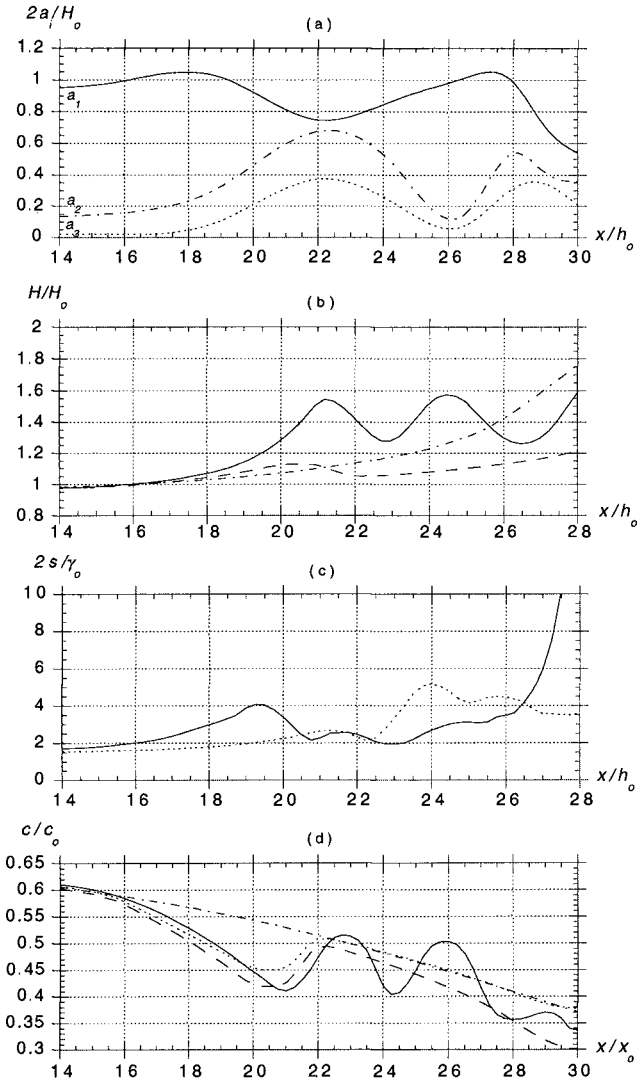 2a_i/H_o (a)
1.2
1
a_1
0.8
0.6
0.4
a_2
0.2
a_3
0
14 16 18 20 22 24 26 28 30
x/h_o
H/H_o (b)
2
1.8
1.6
1.4
1.2
1
0.8
14 16 18 20 22 24 26 28
x/h_o
2s/γ_o (c)
10
8
6
4
2
0
14 16 18 20 22 24 26 28
x/h_o
c/c_o (d)
0.65
0.6
0.55
0.5
0.45
0.4
0.35
0.3
14 16 18 20 22 24 26 28 30
x/x_o